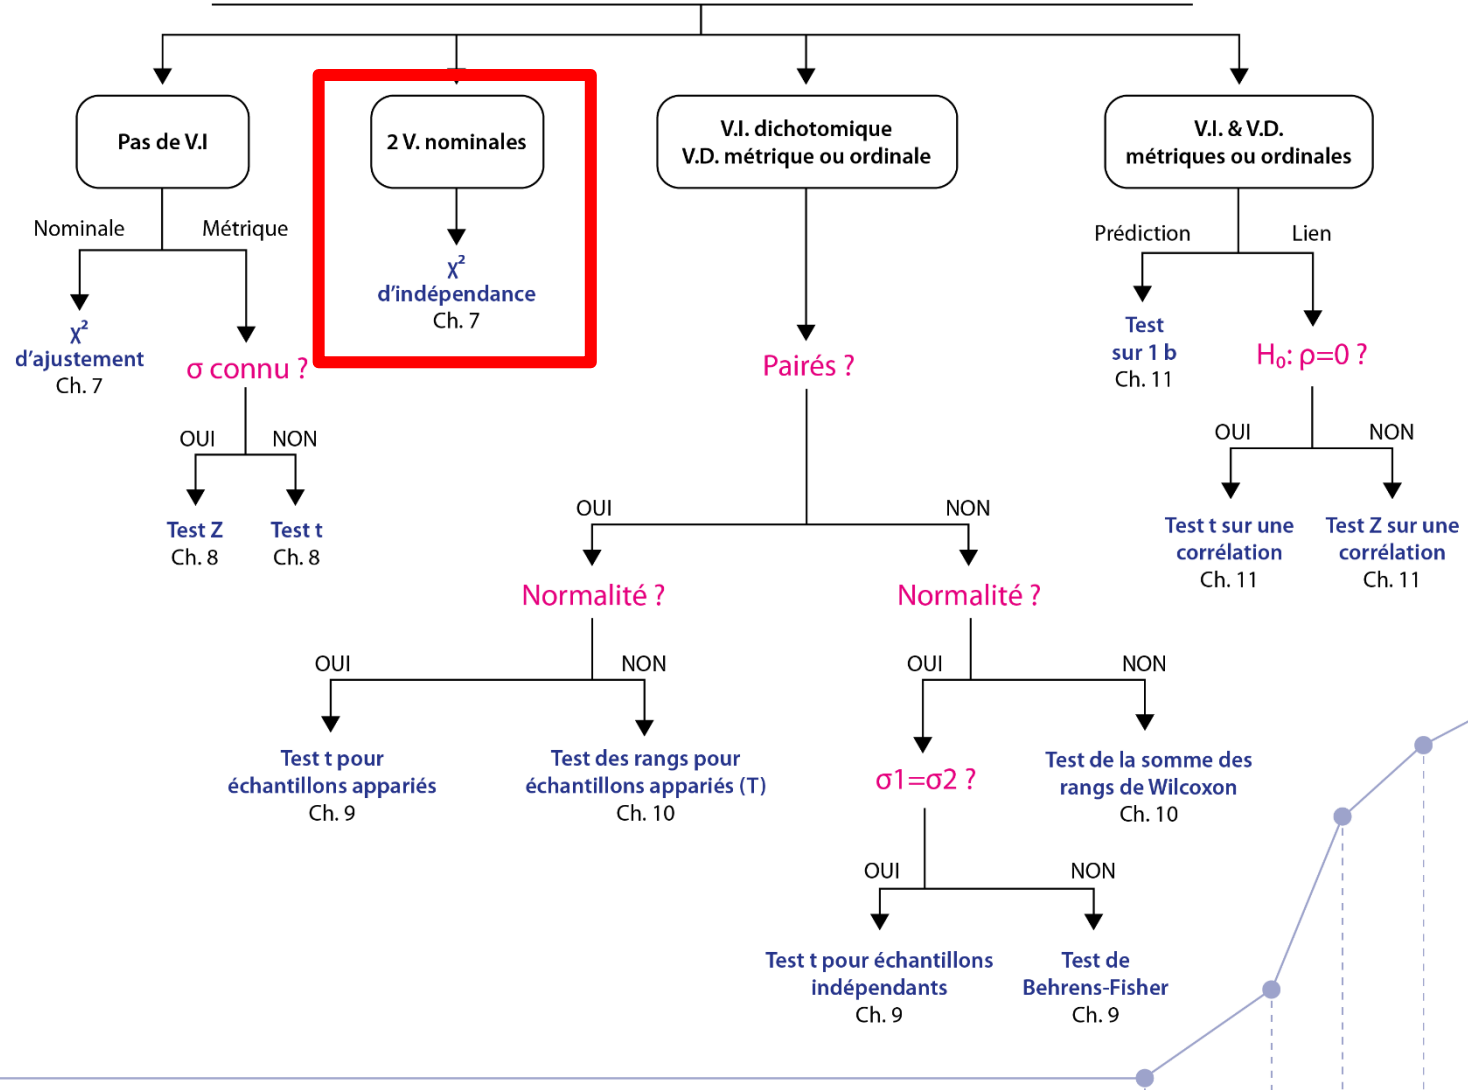 Pas de V.I
2 V. nominales
V.I. dichotomique
V.D. métrique ou ordinale
V.I. & V.D.
métriques ou ordinales
Nominale
Métrique
χ²
d'ajustement
Ch. 7
σ connu ?
OUI
NON
Test Z
Ch. 8
Test t
Ch. 8
χ²
d'indépendance
Ch. 7
Pairés ?
OUI
NON
Normalité ?
OUI
NON
Test t pour
échantillons appariés
Ch. 9
Test des rangs pour
échantillons appariés (T)
Ch. 10
Normalité ?
OUI
NON
σ1=σ2 ?
Test de la somme des
rangs de Wilcoxon
Ch. 10
OUI
NON
Test t pour échantillons
indépendants
Ch. 9
Test de
Behrens-Fisher
Ch. 9
Prédiction
Lien
Test
sur 1 b
Ch. 11
H₀: ρ=0 ?
OUI
NON
Test t sur une
corrélation
Ch. 11
Test Z sur une
corrélation
Ch. 11